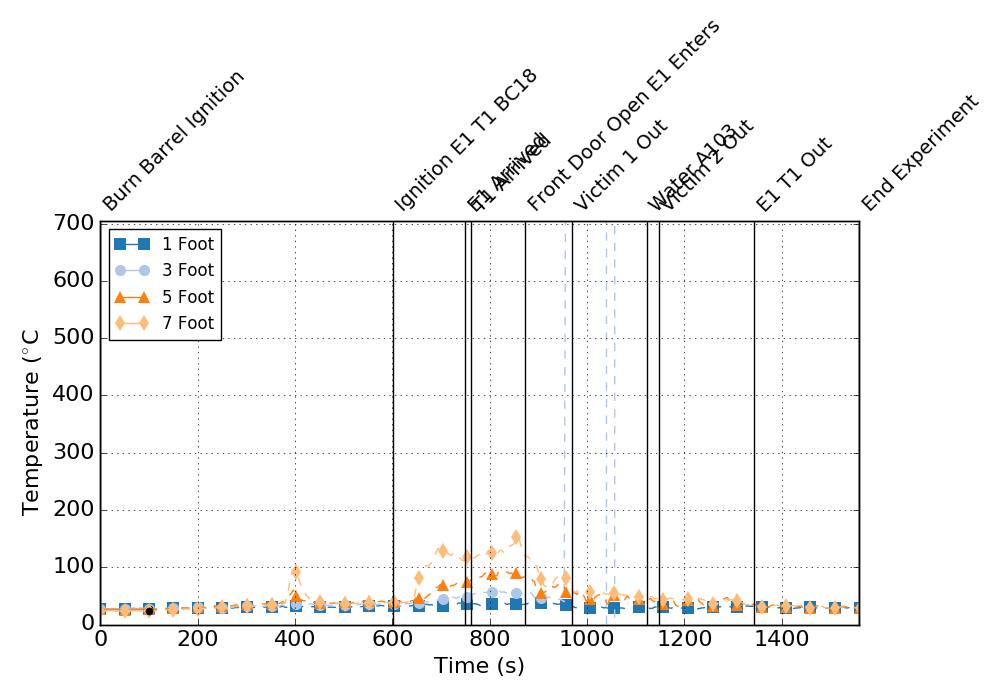 Burn Barrel Ignition
Ignition E1 T1 BC18
E1 Arrived
T1 Arrived
Front Door Open E1 Enters
Victim 1 Out
Water A103
Victim 2 Out
E1 T1 Out
End Experiment
700
600
500
400
300
200
100
0
Temperature (°C
1 Foot
3 Foot
5 Foot
7 Foot
0
200
400
600
800
1000
1200
1400
Time (s)